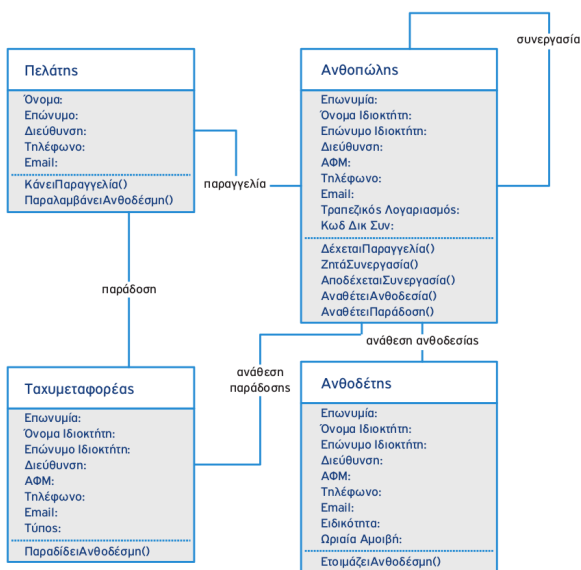 συνεργασία
Πελάτης
Όνομα:
Επώνυμο:
Διεύθυνση:
Τηλέφωνο:
Email:
ΚάνειΠαραγγελία()
ΠαραλαμβάνειΑνθοδέσμη()
παραγγελία
Ανθοπώλης
Επωνυμία:
Όνομα Ιδιοκτήτη:
Επώνυμο Ιδιοκτήτη:
Διεύθυνση:
ΑΦΜ:
Τηλέφωνο:
Email:
Τραπεζικός Λογαριασμός:
Κωδ Δικ Συν:
ΔέχεταιΠαραγγελία()
ΖητάΣυνεργασία()
ΑποδέχεταιΣυνεργασία()
ΑναθέτειΑνθοδεσία()
ΑναθέτειΠαράδοση()
παράδοση
ανάθεση ανθοδεσίας
ανάθεση
παράδοσης
Ταχυμεταφορέας
Επωνυμία:
Όνομα Ιδιοκτήτη:
Επώνυμο Ιδιοκτήτη:
Διεύθυνση:
ΑΦΜ:
Τηλέφωνο:
Email:
Τύπος:
ΠαραδίδειΑνθοδέσμη()
Ανθοδέτης
Επωνυμία:
Όνομα Ιδιοκτήτη:
Επώνυμο Ιδιοκτήτη:
Διεύθυνση:
ΑΦΜ:
Τηλέφωνο:
Email:
Ειδικότητα:
Ωριαία Αμοιβή:
ΕτοιμάζειΑνθοδέσμη()